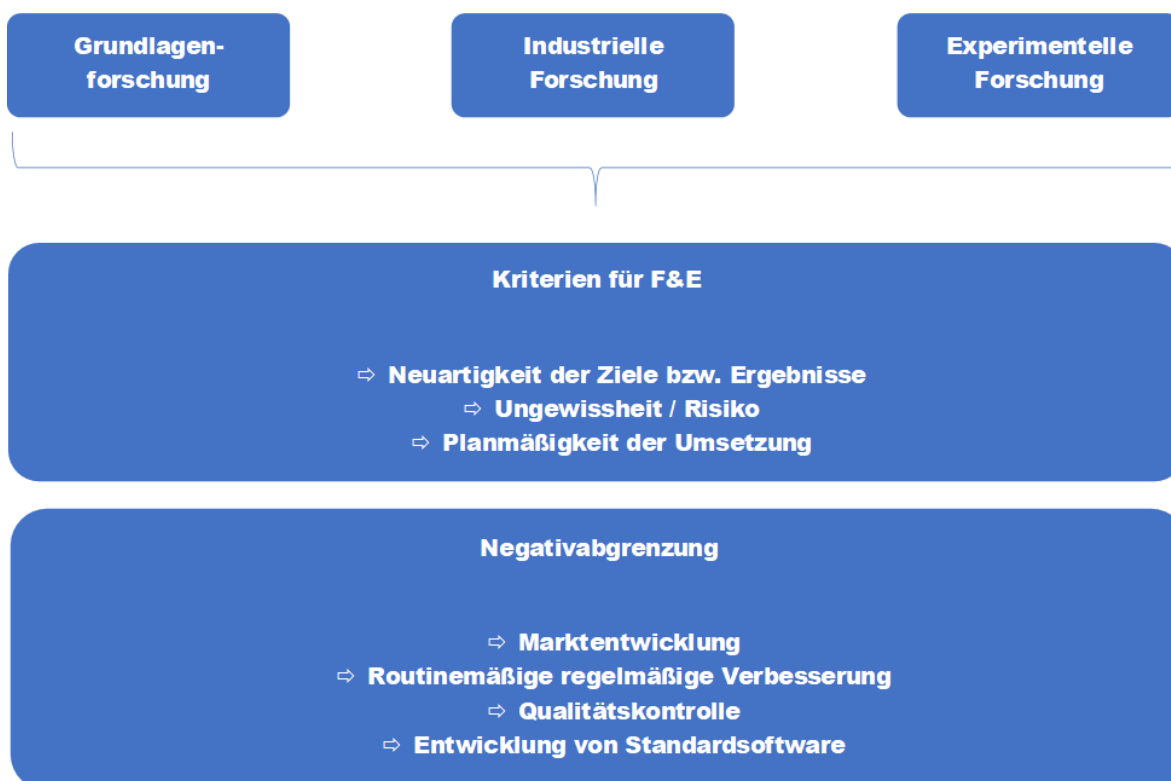 Grundlagen-
forschung
Industrielle
Forschung
Experimentelle
Forschung
Kriterien für F&E
⇨ Neuartigkeit der Ziele bzw. Ergebnisse
⇨ Ungewissheit / Risiko
⇨ Planmäßigkeit der Umsetzung
Negativabgrenzung
⇨ Marktentwicklung
⇨ Routinemäßige regelmäßige Verbesserung
⇨ Qualitätskontrolle
⇨ Entwicklung von Standardsoftware